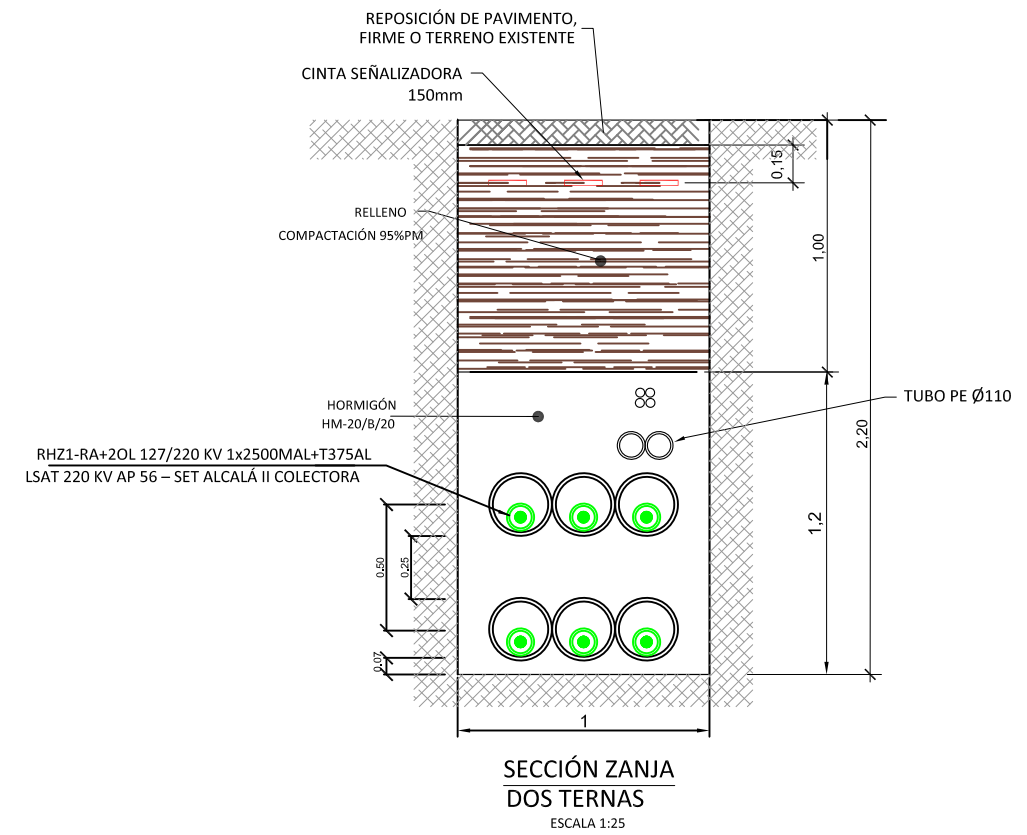 REPOSICIÓN DE PAVIMENTO,
FIRME O TERRENO EXISTENTE
CINTA SEÑALIZADORA
150mm
0,15
RELLENO
COMPACTACIÓN 95%PM
1,00
HORMIGÓN
HM-20/B/20
TUBO PE Ø110
2,20
RHZ1-RA+2OL 127/220 KV 1x2500MAL+T375AL
LSAT 220 KV AP 56 – SET ALCALÁ II COLECTORA
1,2
0.50
0.25
0.07
1
SECCIÓN ZANJA
DOS TERNAS
ESCALA 1:25